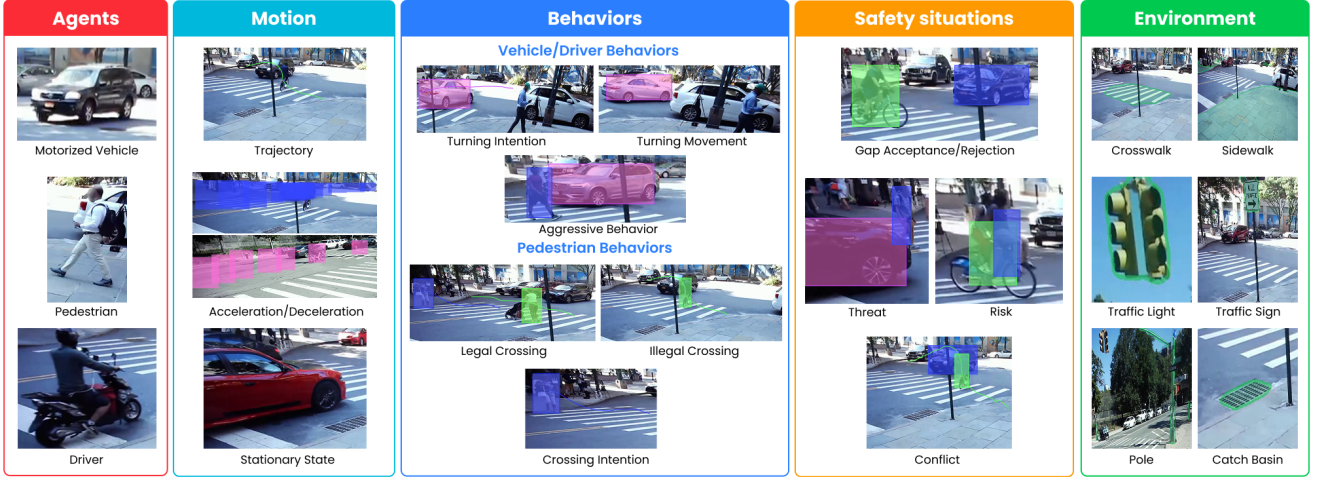 Agents
Motorized Vehicle
Pedestrian
Driver
Motion
Trajectory
Acceleration/Deceleration
Stationary State
Behaviors
Vehicle/Driver Behaviors
Turning Intention
Turning Movement
Aggressive Behavior
Pedestrian Behaviors
Legal Crossing
Illegal Crossing
Crossing Intention
Safety situations
Gap Acceptance/Rejection
Threat
Risk
Conflict
Environment
Crosswalk
Sidewalk
Traffic Light
Traffic Sign
Pole
Catch Basin